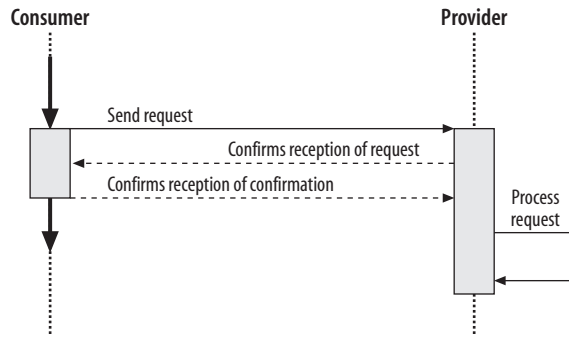 Consumer
Provider
Send request
Confirms reception of request
Confirms reception of confirmation
Process
request